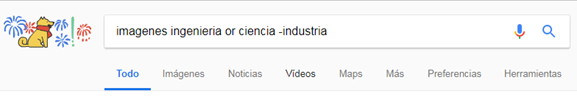 imagenes ingenieria or ciencia -industria
Todo Imágenes Noticias Vídeos Maps Más Preferencias Herramientas